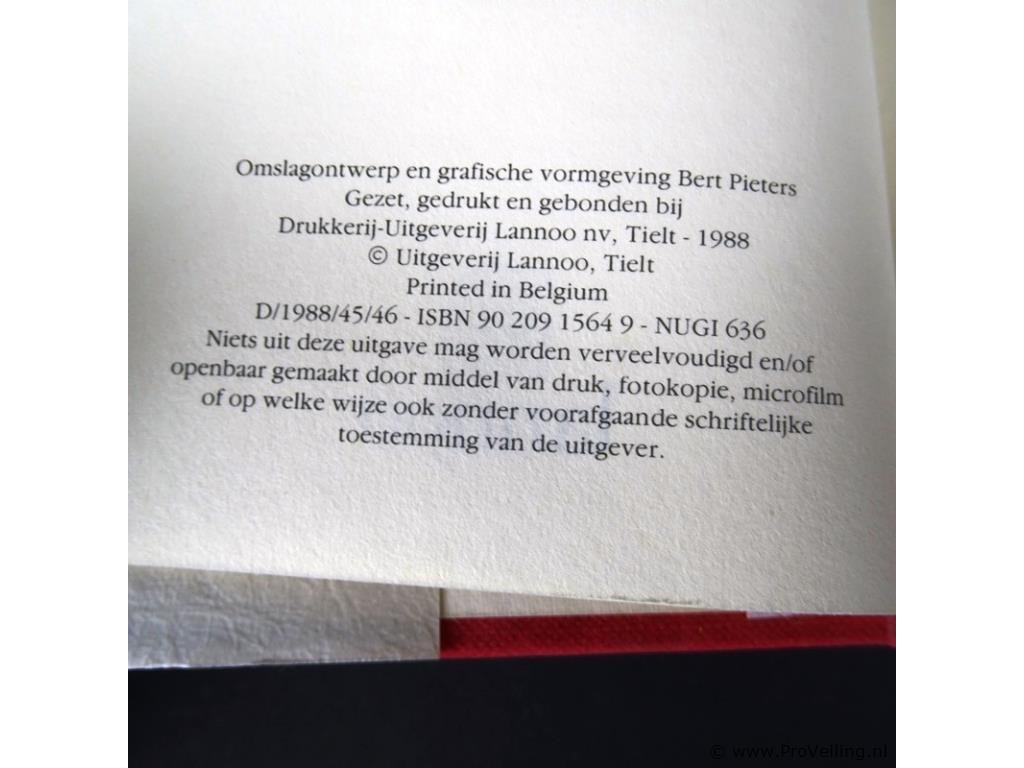 Omslagontwerp en grafische vormgeving Bert Pieters
Gezet, gedrukt en gebonden bij
Drukkerij-Uitgeverij Lannoo nv, Tielt - 1988
© Uitgeverij Lannoo, Tielt
Printed in Belgium
D/1988/45/46 - ISBN 90 209 1564 9 - NUGI 636
Niets uit deze uitgave mag worden verveelvoudigd en/of
openbaar gemaakt door middel van druk, fotokopie, microfilm
of op welke wijze ook zonder voorafgaande schriftelijke
toestemming van de uitgever.
© www.ProVeiling.nl